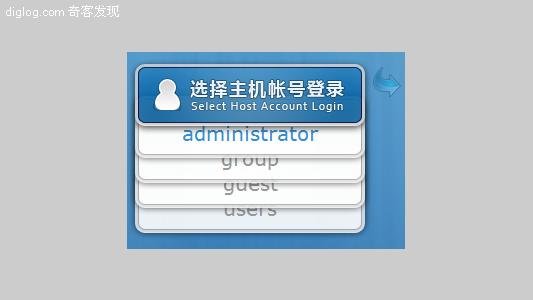 diglog.com 奇客发现
选择主机帐号登录
Select Host Account Login
administrator
group
guest
users